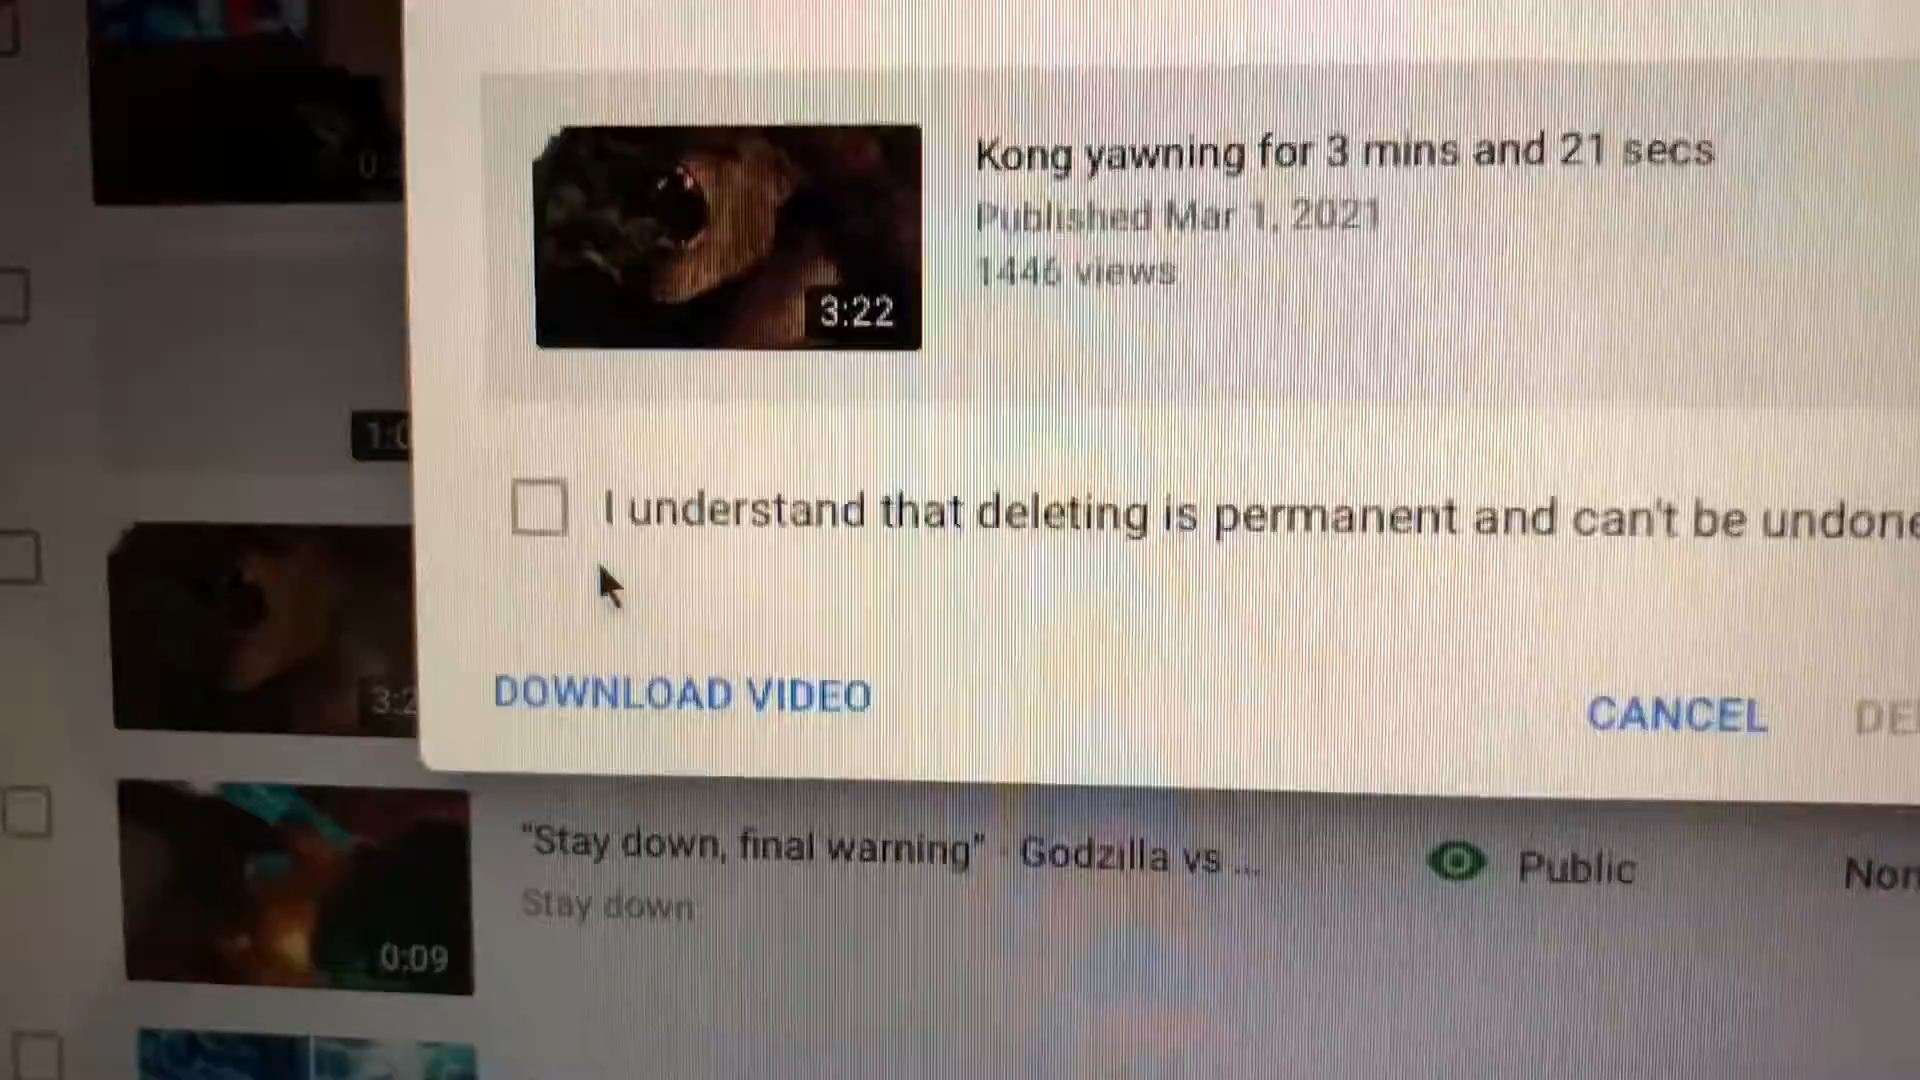 Kong yawning for 3 mins and 21 secs
Published Mar 1, 2021
1446 views
3:22
I understand that deleting is permanent and can't be undone
DOWNLOAD VIDEO
CANCEL
"Stay down, final warning" - Godzilla vs ...
Public
Stay down
0:09